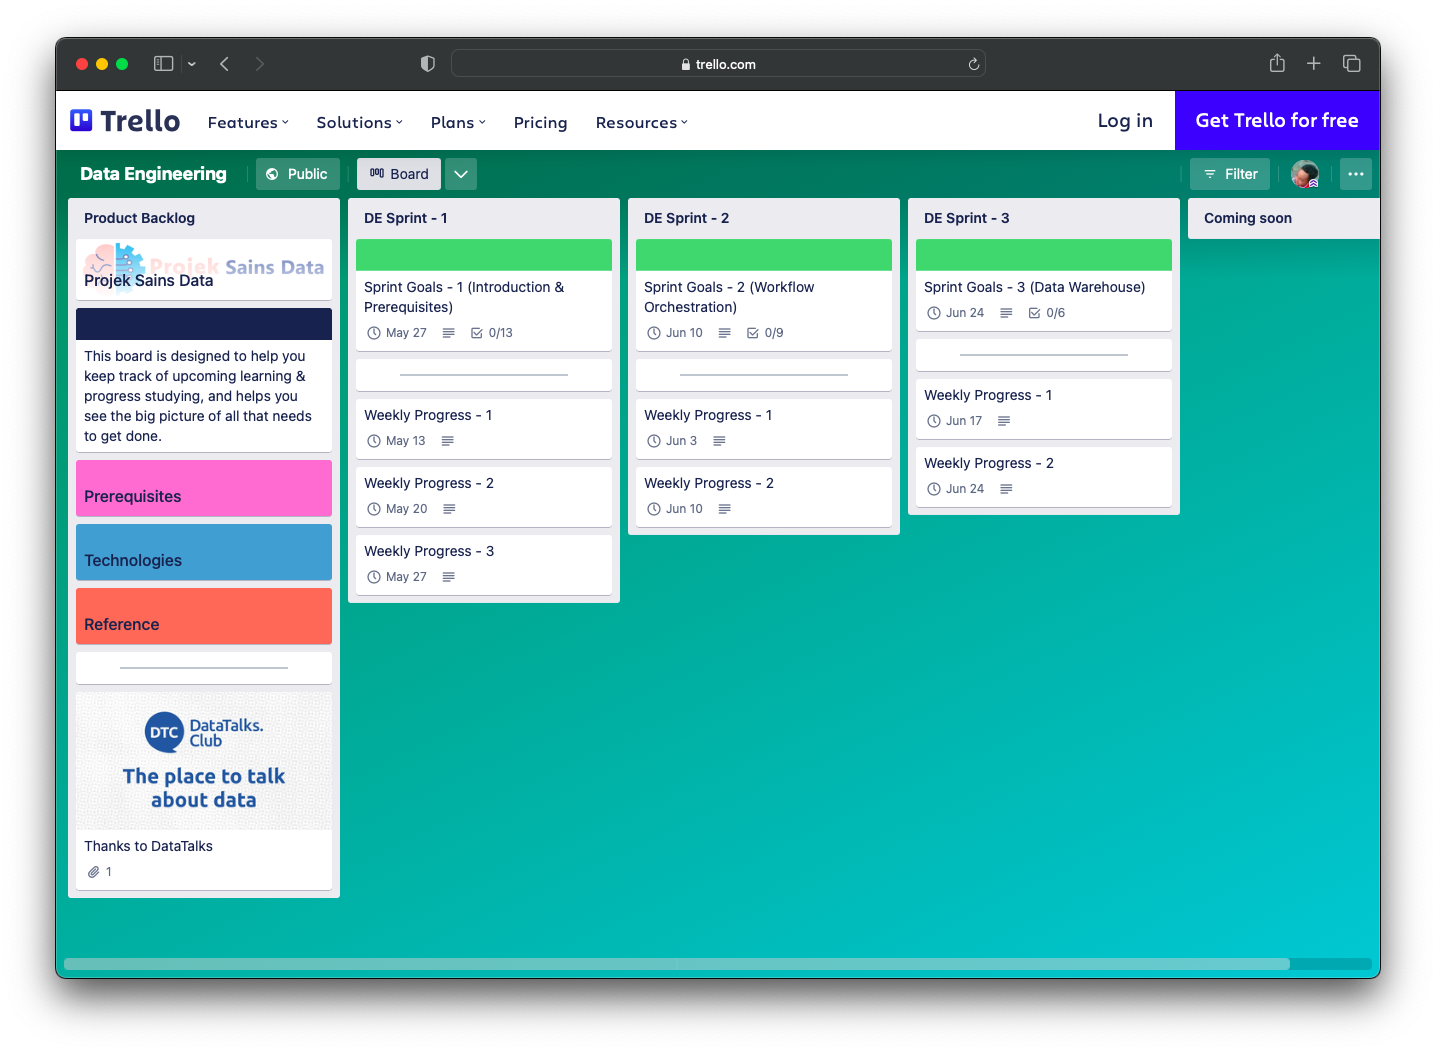 trello.com
Trello
Features
Solutions
Plans
Pricing
Resources
Log in
Get Trello for free
Data Engineering
Public
Board
Filter
Product Backlog
Projek Sains Data
Projek Sains Data
This board is designed to help you
keep track of upcoming learning &
progress studying, and helps you
see the big picture of all that needs
to get done.
Prerequisites
Technologies
Reference
DTC
DataTalks.
Club
The place to talk
about data
Thanks to DataTalks
1
DE Sprint - 1
Sprint Goals - 1 (Introduction &
Prerequisites)
May 27 0/13
Weekly Progress - 1
May 13
Weekly Progress - 2
May 20
Weekly Progress - 3
May 27
DE Sprint - 2
Sprint Goals - 2 (Workflow
Orchestration)
Jun 10 0/9
Weekly Progress - 1
Jun 3
Weekly Progress - 2
Jun 10
DE Sprint - 3
Sprint Goals - 3 (Data Warehouse)
Jun 24 0/6
Weekly Progress - 1
Jun 17
Weekly Progress - 2
Jun 24
Coming soon